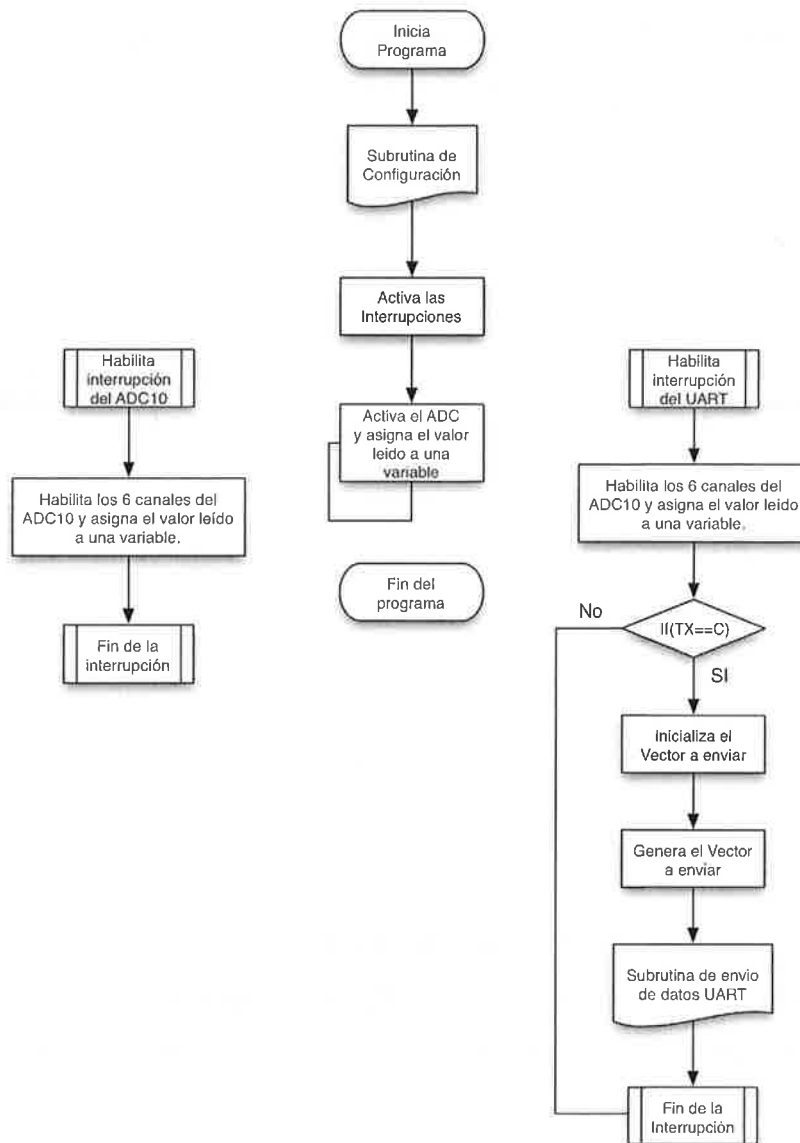 Inicia
Programa
Subrutina de
Configuración
Activa las
Interrupciones
Activa el ADC
y asigna el valor
leido a una
variable
Fin del
programa
Habilita
interrupción
del ADC10
Habilita los 6 canales del
ADC10 y asigna el valor leído
a una variable.
Fin de la
interrupción
Habilita
interrupción
del UART
Habilita los 6 canales del
ADC10 y asigna el valor leido
a una variable.
If(TX==C)
No
SI
Inicializa el
Vector a enviar
Genera el Vector
a enviar
Subrutina de envio
de datos UART
Fin de la
Interrupción